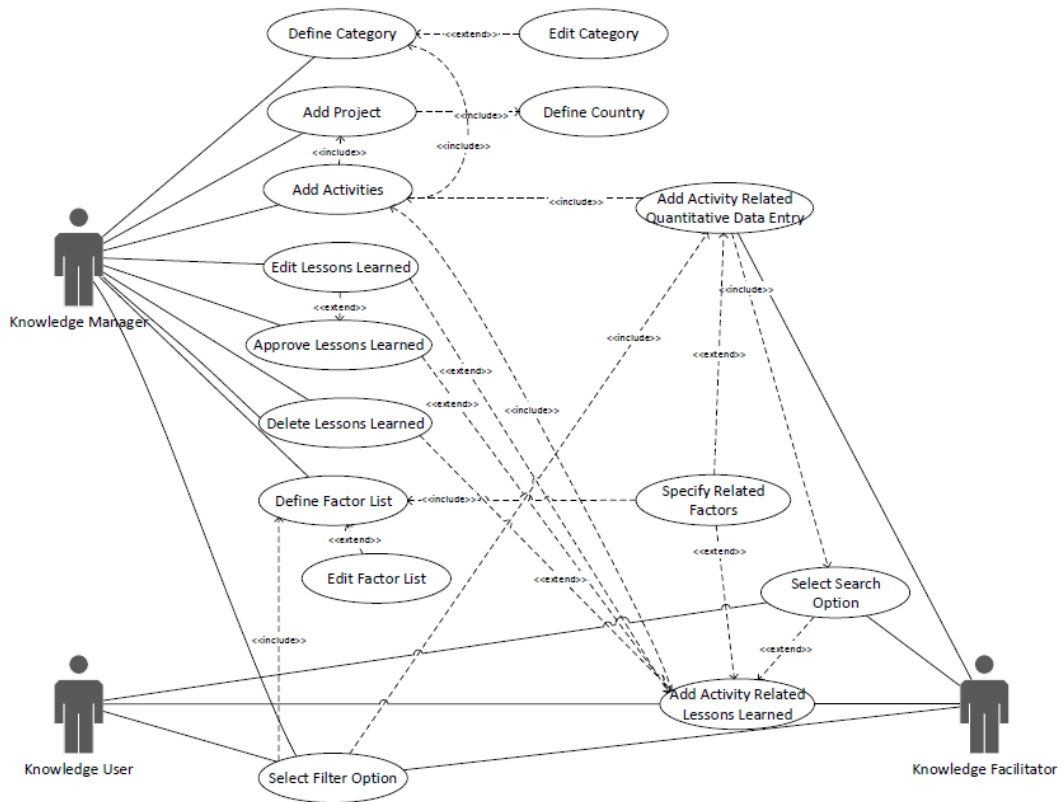 Define Category
<<extend>>
Edit Category
Add Project
<<include>>
Define Country
<<include>>
<<include>>
Add Activities
<<include>>
Add Activity Related
Quantitative Data Entry
Edit Lessons Learned
<<extend>>
<<include>>
Knowledge Manager
Approve Lessons Learned
<<include>>
<<extend>>
<<extend>>
<<extend>>
<<include>>
Delete Lessons Learned
Define Factor List
<<include>>
Specify Related
Factors
<<extend>>
<<extend>>
Edit Factor List
<<extend>>
Select Search
Option
<<include>>
<<extend>>
Add Activity Related
Lessons Learned
Knowledge User
Select Filter Option
Knowledge Facilitator